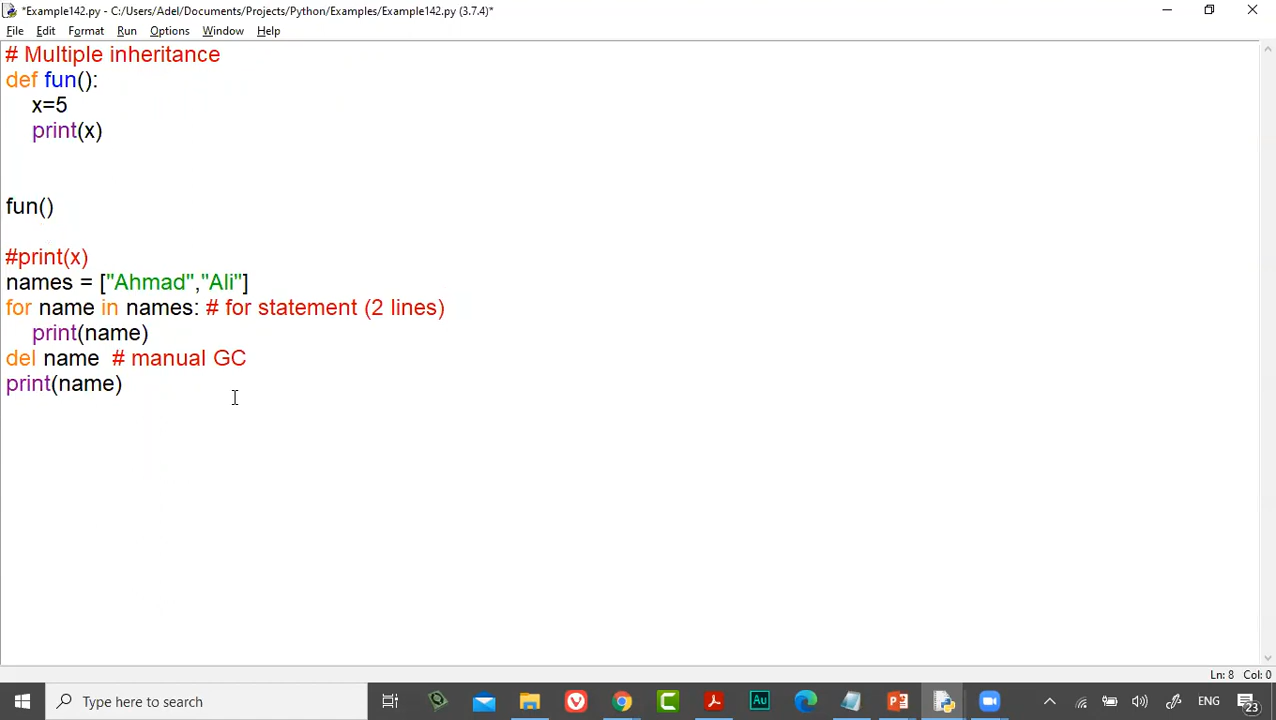 *Example142.py - C:/Users/Adel/Documents/Projects/Python/Examples/Example142.py (3.7.4)*
File Edit Format Run Options Window Help
# Multiple inheritance
def fun():
    x=5
    print(x)
fun()
#print(x)
names = ["Ahmad","Ali"]
for name in names: # for statement (2 lines)
    print(name)
del name  # manual GC
print(name)
Ln: 8 Col: 0
Type here to search
Au
ENG
23